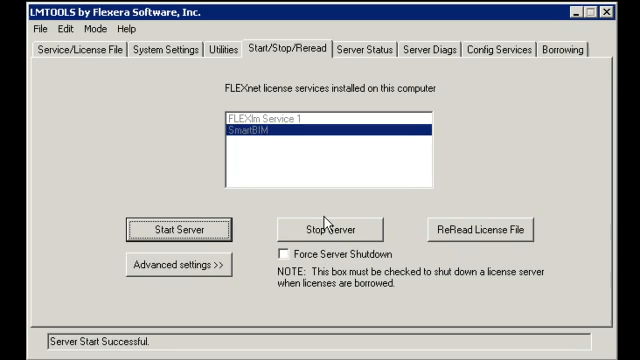 LMTOOLS by Flexera Software, Inc.
File Edit Mode Help
Service/License File System Settings Utilities Start/Stop/Reread Server Status Server Diags Config Services Borrowing
FLEXnet license services installed on this computer
FLEXlm Service 1
SmartBIM
Start Server Stop Server ReRead License File
Force Server Shutdown
Advanced settings >>
NOTE: This box must be checked to shut down a license server
when licenses are borrowed.
Server Start Successful.